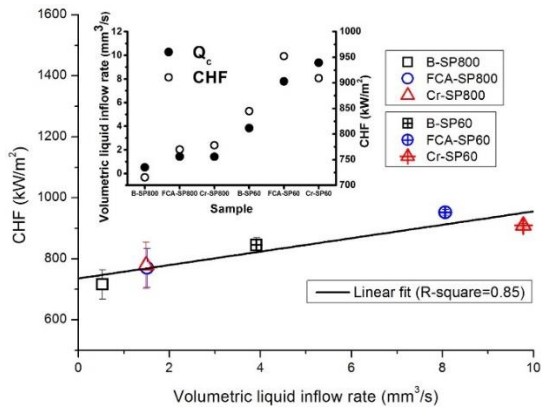 1600
1400
1200
1000
800
600
CHF (kW/m²)
0
2
4
6
8
10
Volumetric liquid inflow rate (mm³/s)
B-SP800
FCA-SP800
Cr-SP800
B-SP60
FCA-SP60
Cr-SP60
Linear fit (R-square=0.85)
12
10
8
6
4
2
0
Volumetric liquid inflow rate (mm³/s)
Qc
CHF
1000
950
900
850
800
750
700
CHF (kW/m²)
B-SP800 FCA-SP800 Cr-SP800 B-SP60 FCA-SP60 Cr-SP60
Sample